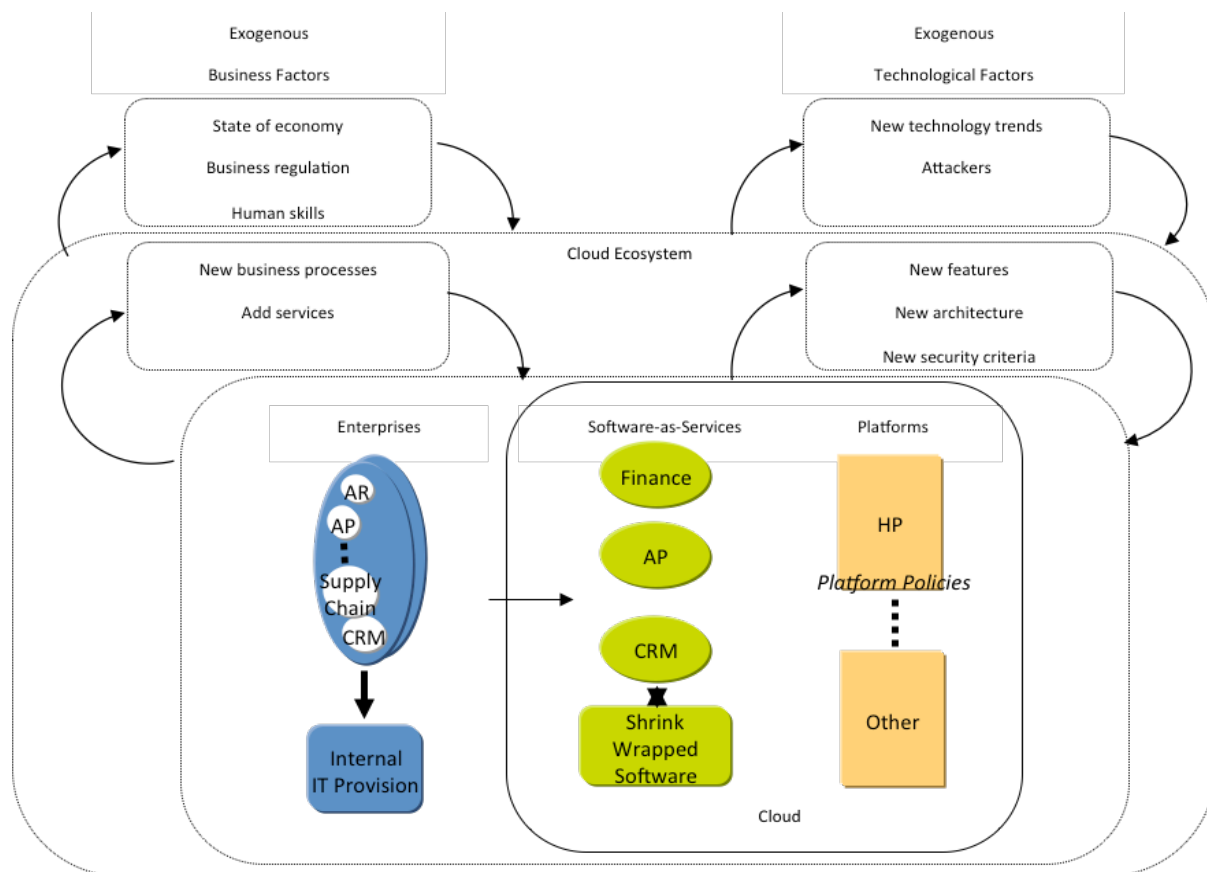 Exogenous
Business Factors
Exogenous
Technological Factors
State of economy
Business regulation
Human skills
New technology trends
Attackers
Cloud Ecosystem
New business processes
Add services
New features
New architecture
New security criteria
Enterprises
Software-as-Services
Platforms
AR
AP
Supply
Chain
CRM
Internal
IT Provision
Finance
AP
CRM
Shrink
Wrapped
Software
HP
Platform Policies
Other
Cloud